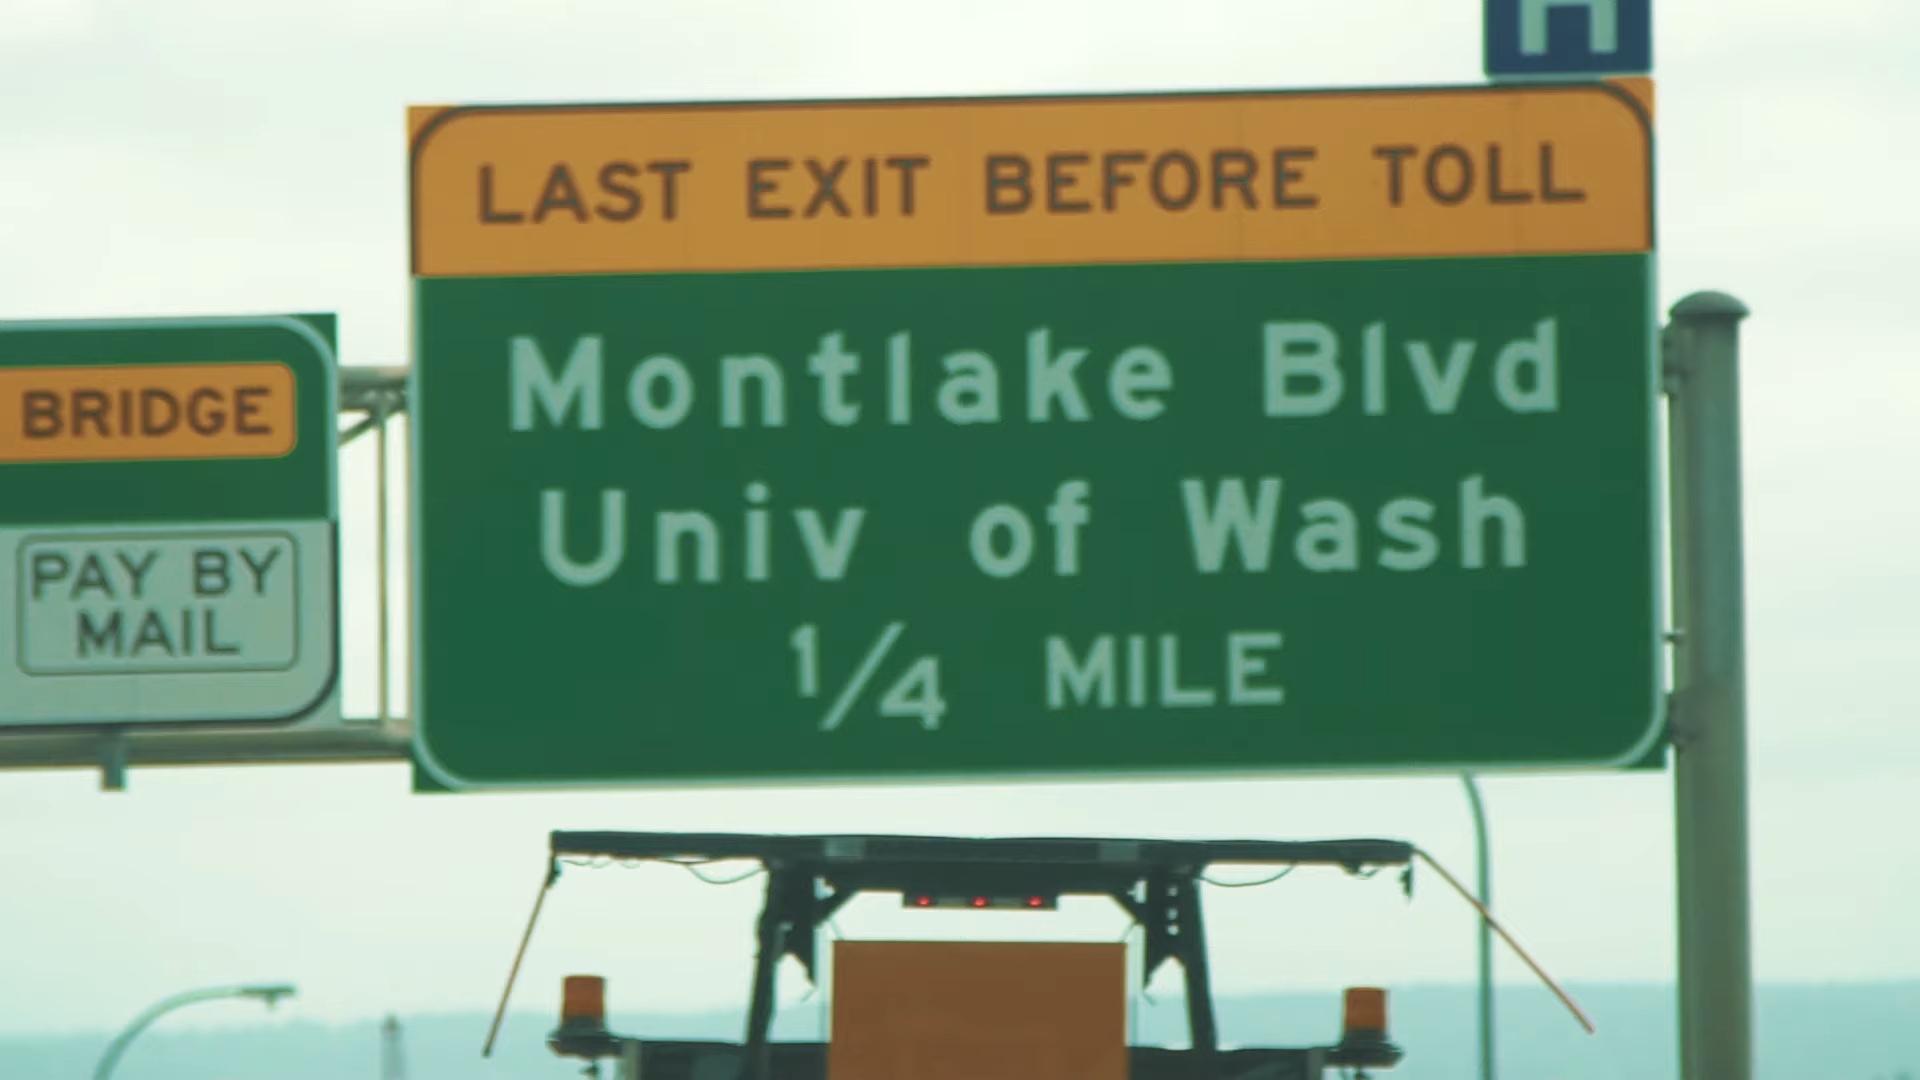 H
LAST EXIT BEFORE TOLL
Montlake Blvd
Univ of Wash
1/4 MILE
BRIDGE
PAY BY
MAIL